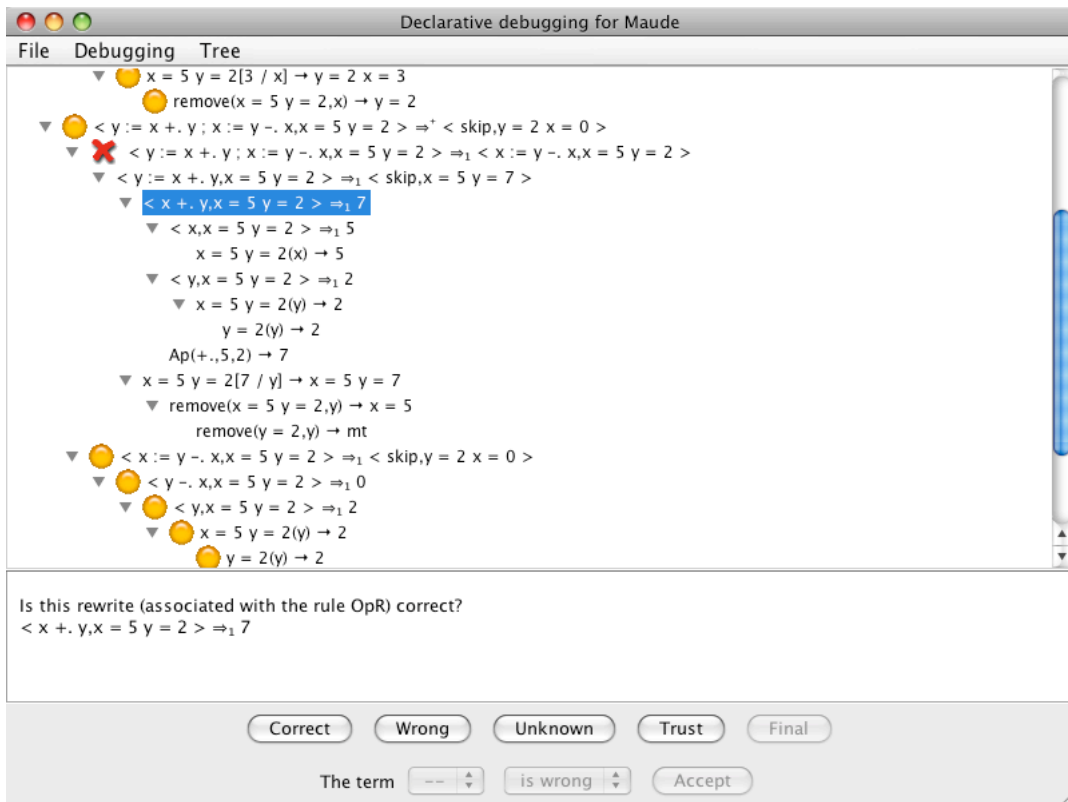 Declarative debugging for Maude
File Debugging Tree
x = 5 y = 2[3 / x] → y = 2 x = 3
remove(x = 5 y = 2,x) → y = 2
< y := x +. y ; x := y -. x,x = 5 y = 2 > ⇒⁺ < skip,y = 2 x = 0 >
< y := x +. y ; x := y -. x,x = 5 y = 2 > ⇒₁ < x := y -. x,x = 5 y = 2 >
< y := x +. y,x = 5 y = 2 > ⇒₁ < skip,x = 5 y = 7 >
< x +. y,x = 5 y = 2 > ⇒₁ 7
< x,x = 5 y = 2 > ⇒₁ 5
x = 5 y = 2(x) → 5
< y,x = 5 y = 2 > ⇒₁ 2
x = 5 y = 2(y) → 2
y = 2(y) → 2
Ap(+.,5,2) → 7
x = 5 y = 2[7 / y] → x = 5 y = 7
remove(x = 5 y = 2,y) → x = 5
remove(y = 2,y) → mt
< x := y -. x,x = 5 y = 2 > ⇒₁ < skip,y = 2 x = 0 >
< y -. x,x = 5 y = 2 > ⇒₁ 0
< y,x = 5 y = 2 > ⇒₁ 2
x = 5 y = 2(y) → 2
y = 2(y) → 2
Is this rewrite (associated with the rule OpR) correct?
< x +. y,x = 5 y = 2 > ⇒₁ 7
Correct Wrong Unknown Trust Final
The term -- is wrong Accept